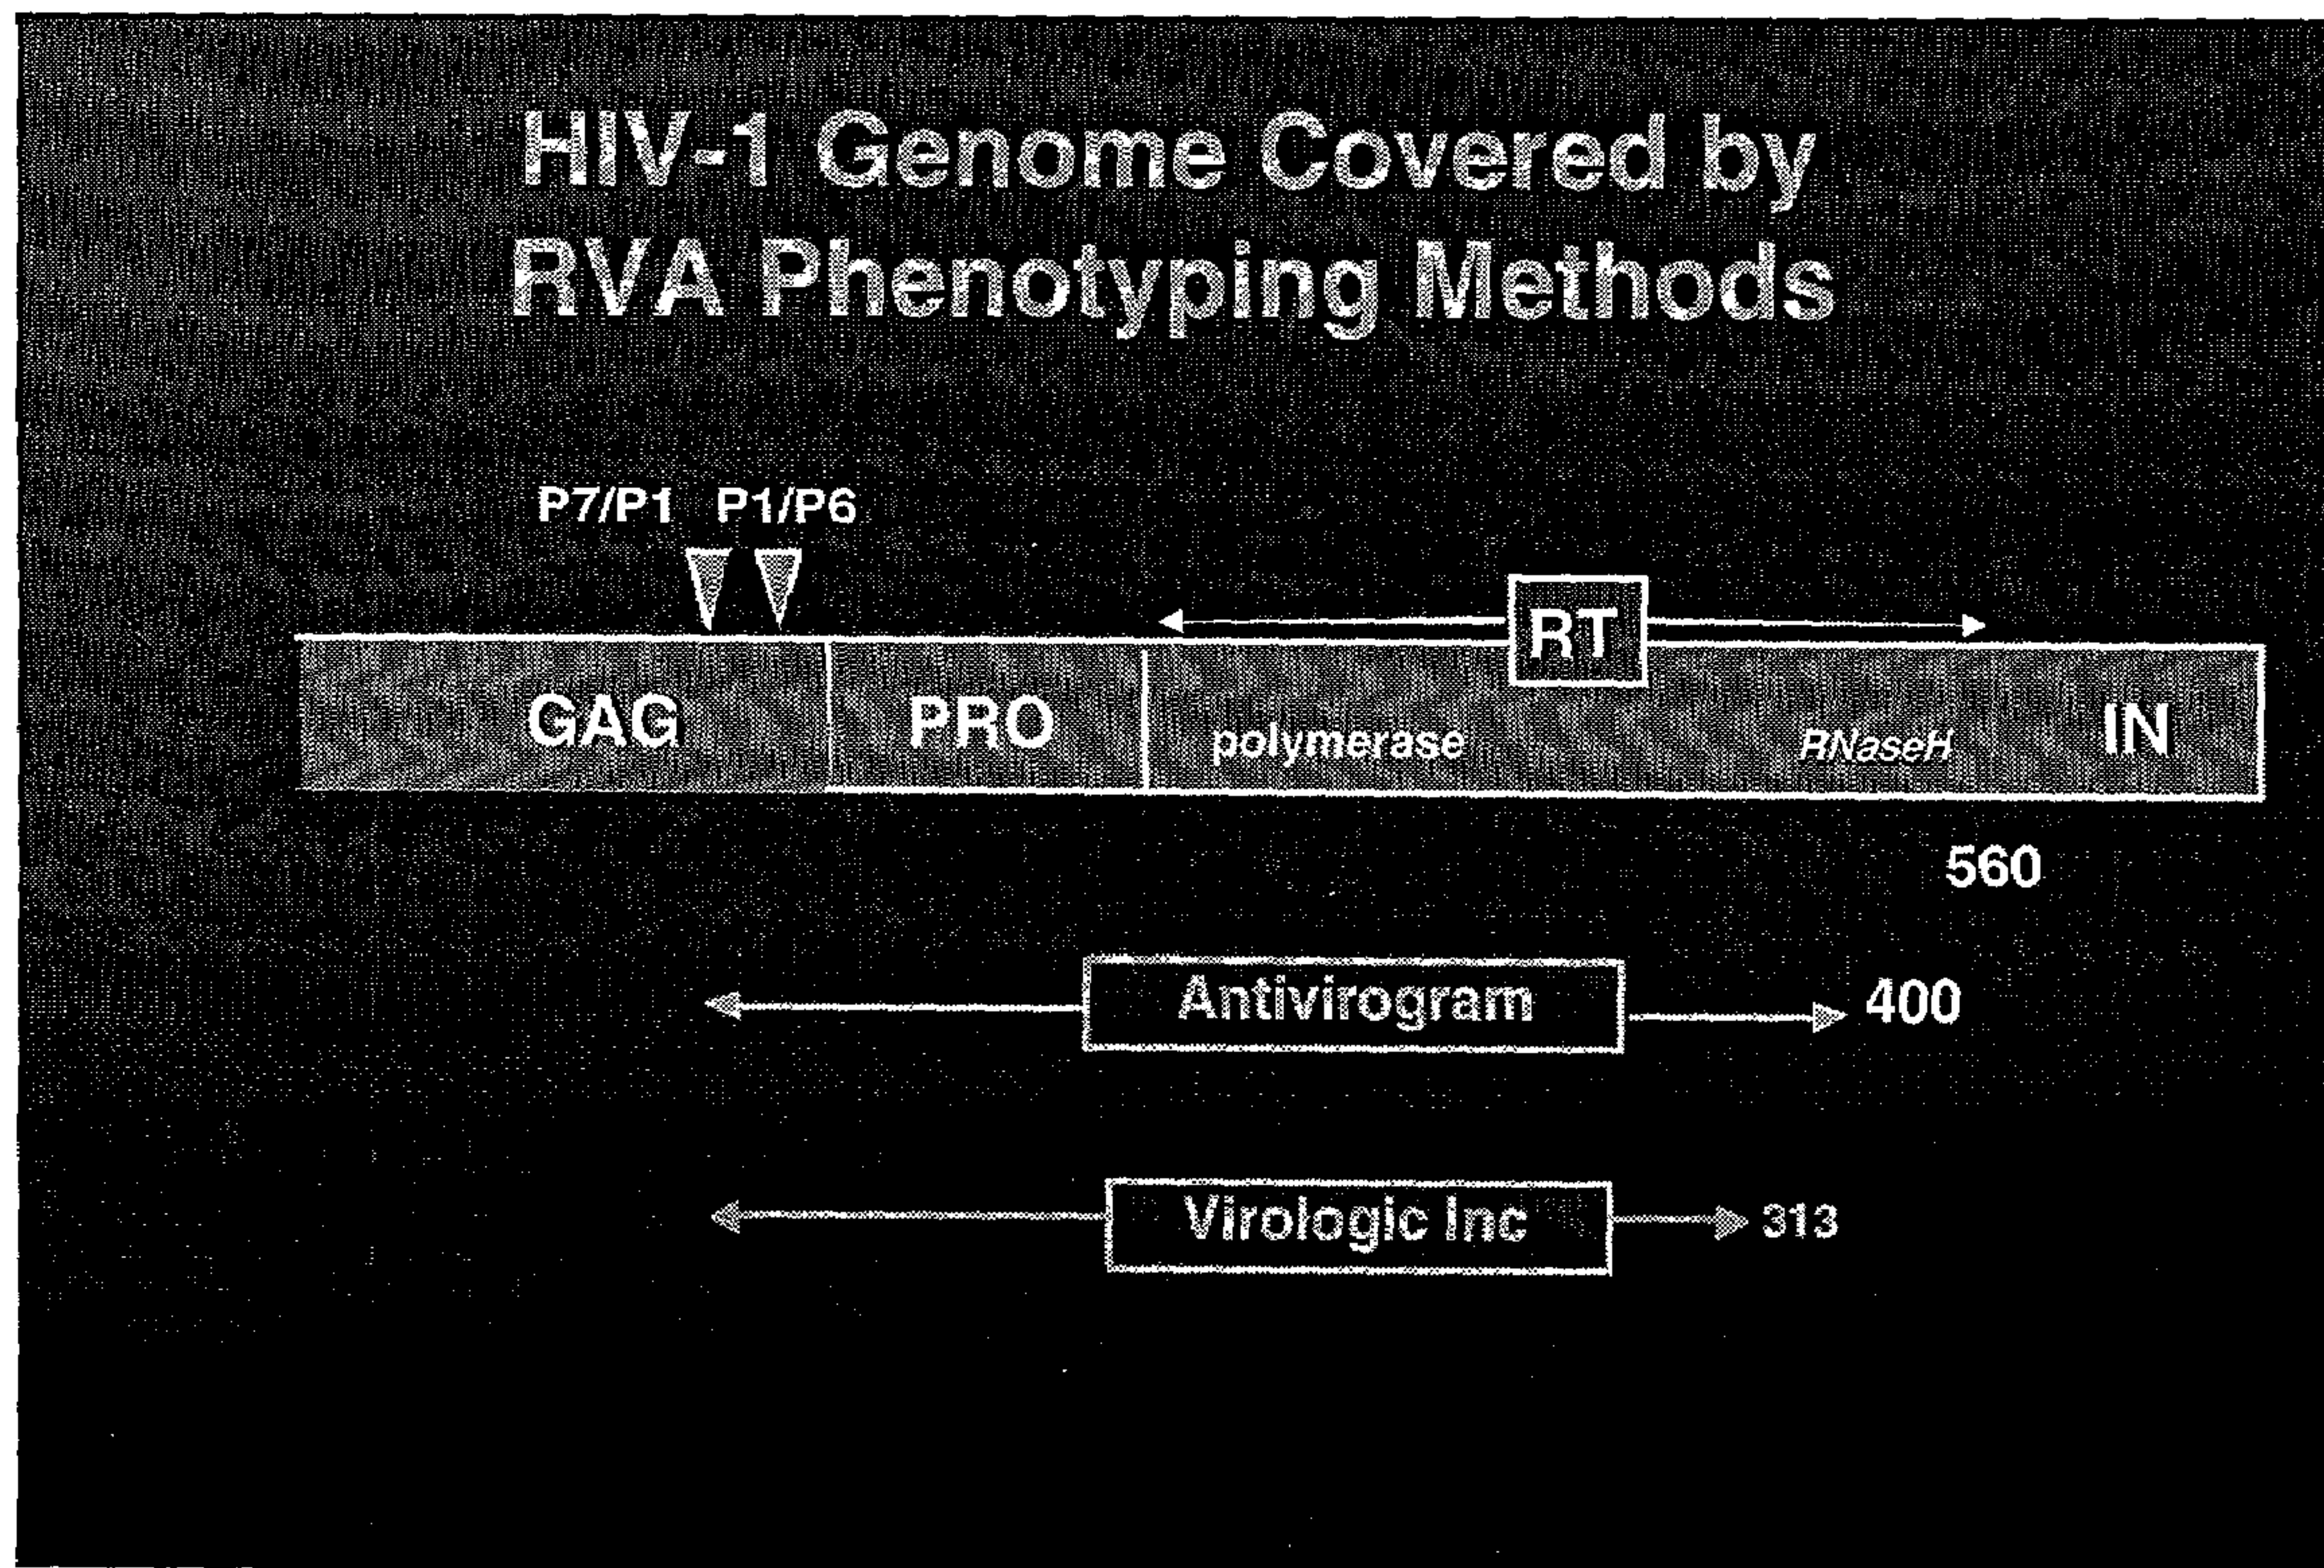 HIV-1 Genome Covered by
RVA Phenotyping Methods
P7/P1 P1/P6
RT
GAG PRO polymerase RNaseH IN
560
Antivirogram 400
Virologic Inc 313